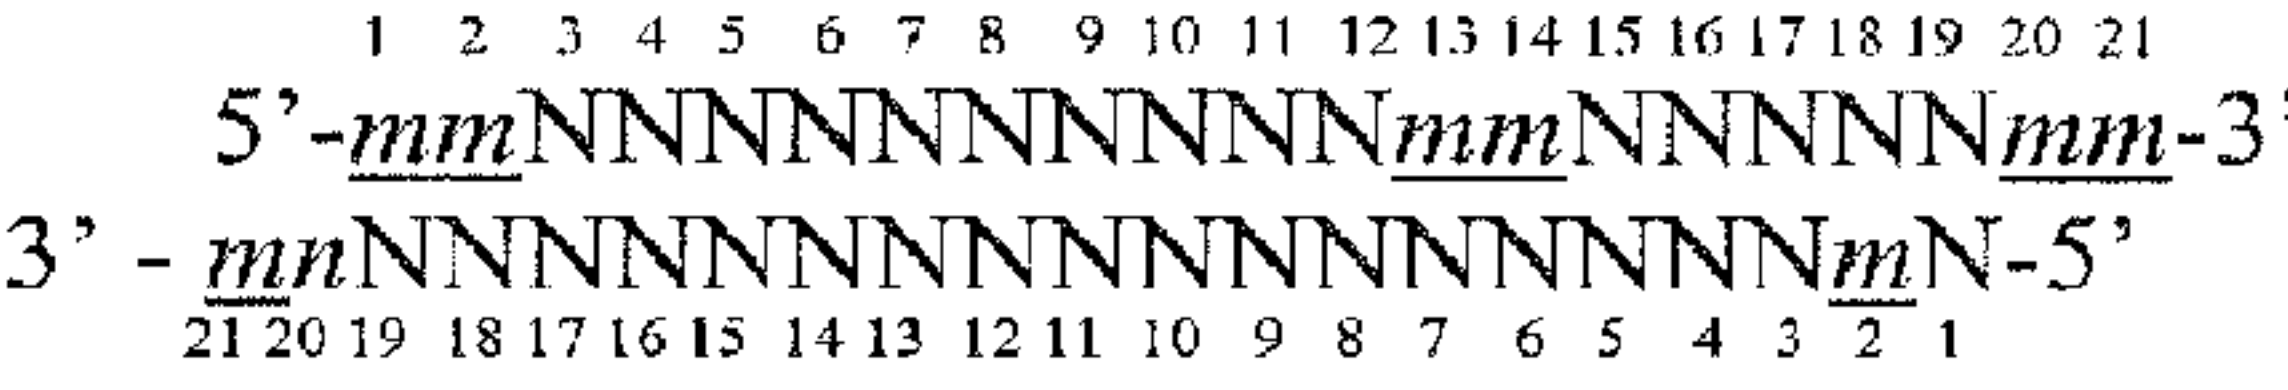 1 2 3 4 5 6 7 8 9 10 11 12 13 14 15 16 17 18 19 20 21
5’-mmNNNNNNNNNNmmNNNNNmm-3’
3’ - mnNNNNNNNNNNNNNNNNNmN-5’
21 20 19 18 17 16 15 14 13 12 11 10 9 8 7 6 5 4 3 2 1